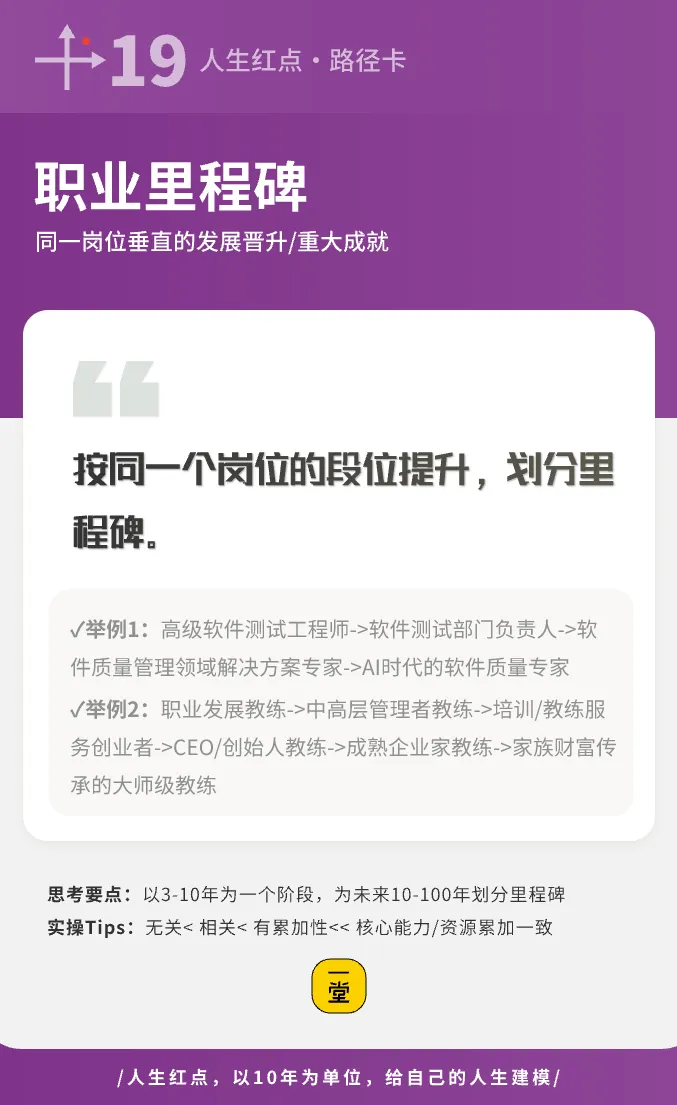 19 人生红点·路径卡
职业里程碑
同一岗位垂直的发展晋升/重大成就
按同一个岗位的段位提升，划分里
程碑。
✓举例1：高级软件测试工程师->软件测试部门负责人->软
件质量管理领域解决方案专家->AI时代的软件质量专家
✓举例2：职业发展教练->中高层管理者教练->培训/教练服
务创业者->CEO/创始人教练->成熟企业家教练->家族财富传
承的大师级教练
思考要点：以3-10年为一个阶段，为未来10-100年划分里程碑
实操Tips：无关< 相关< 有累加性<< 核心能力/资源累加一致
一堂
/人生红点，以10年为单位，给自己的人生建模/